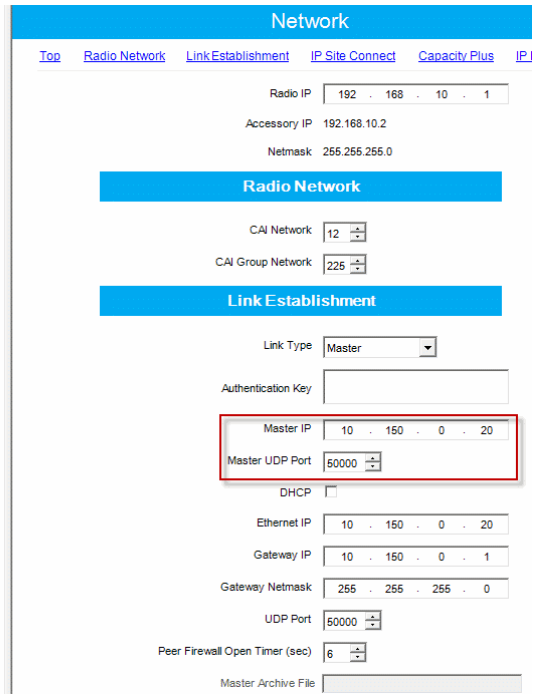 Network
Top Radio Network Link Establishment IP Site Connect Capacity Plus IP
Radio IP 192 . 168 . 10 . 1
Accessory IP 192.168.10.2
Netmask 255.255.255.0
Radio Network
CAI Network 12
CAI Group Network 225
Link Establishment
Link Type Master
Authentication Key
Master IP 10 . 150 . 0 . 20
Master UDP Port 50000
DHCP
Ethernet IP 10 . 150 . 0 . 20
Gateway IP 10 . 150 . 0 . 1
Gateway Netmask 255 . 255 . 255 . 0
UDP Port 50000
Peer Firewall Open Timer (sec) 6
Master Archive File